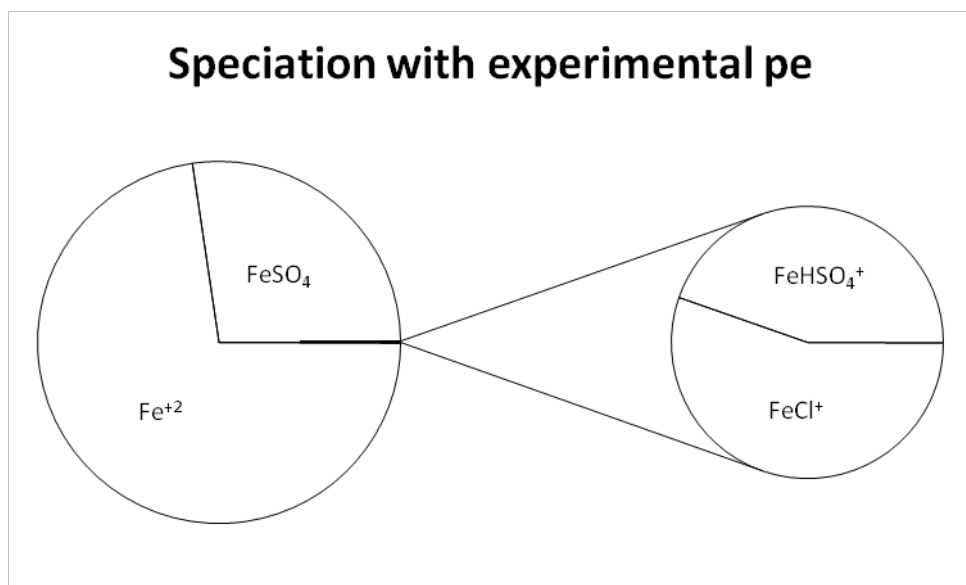 Speciation with experimental pe
FeSO₄
Fe⁺²
FeHSO₄⁺
FeCl⁺